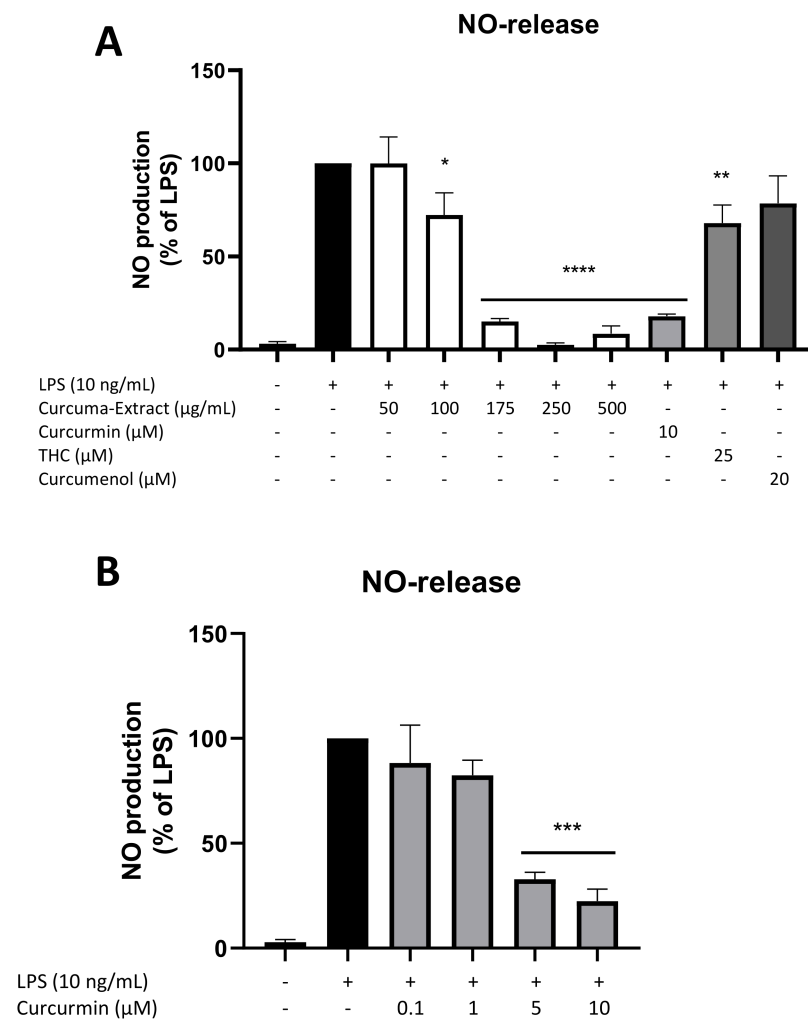 A
NO-release
NO production
(% of LPS)
150
100
50
0
*
****
**
LPS (10 ng/mL) - + + + + + + + + +
Curcuma-Extract (µg/mL) - - 50 100 175 250 500 - - -
Curcurmin (µM) - - - - - - - 10 - -
THC (µM) - - - - - - - - 25 -
Curcumenol (µM) - - - - - - - - - 20
B
NO-release
NO production
(% of LPS)
150
100
50
0
***
LPS (10 ng/mL) - + + + + +
Curcurmin (µM) - - 0.1 1 5 10